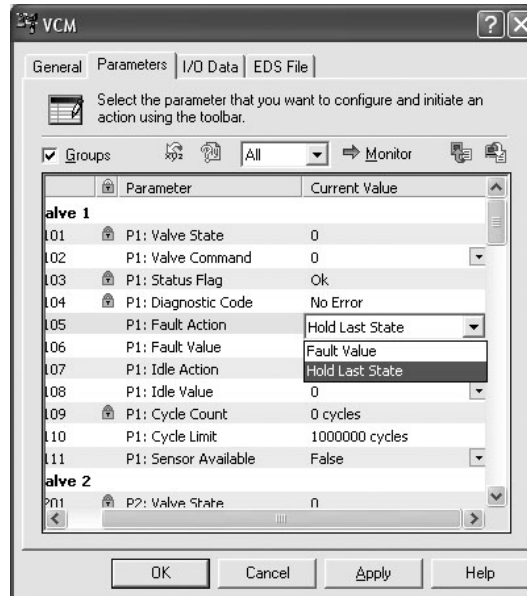 VCM
General Parameters I/O Data EDS File
Select the parameter that you want to configure and initiate an
action using the toolbar.
Groups All Monitor
Parameter Current Value
alve 1
101 P1: Valve State 0
102 P1: Valve Command 0
103 P1: Status Flag Ok
104 P1: Diagnostic Code No Error
105 P1: Fault Action Hold Last State
106 P1: Fault Value Fault Value
107 P1: Idle Action Hold Last State
108 P1: Idle Value 0
109 P1: Cycle Count 0 cycles
110 P1: Cycle Limit 1000000 cycles
111 P1: Sensor Available False
alve 2
201 P2: Valve State 0
OK Cancel Apply Help